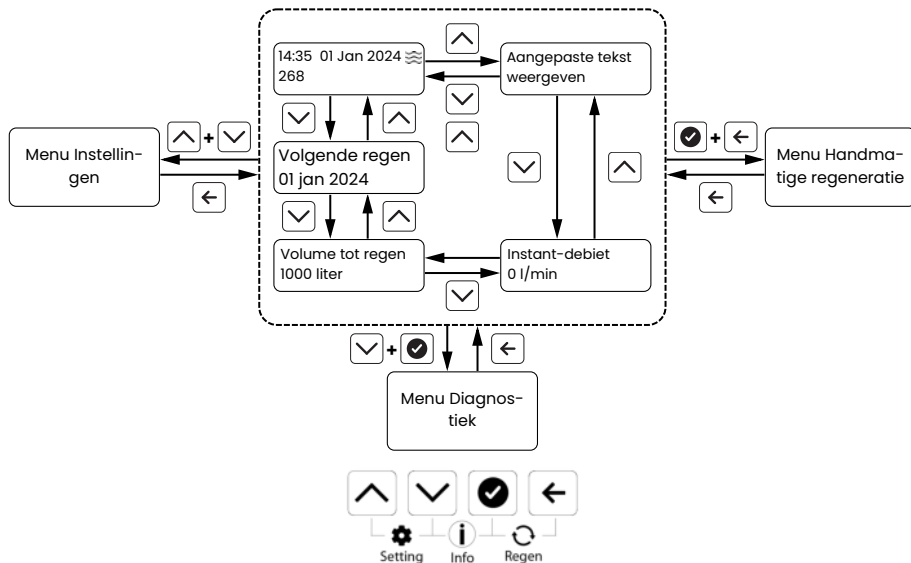 14:35 01 Jan 2024
268
Aangepaste tekst
weergeven
Menu Instellin-
gen
+
Volgende regen
01 jan 2024
+
Menu Handma-
tige regeneratie
Volume tot regen
1000 liter
Instant-debiet
0 l/min
+
Menu Diagnos-
tiek
Setting
i
Info
Regen